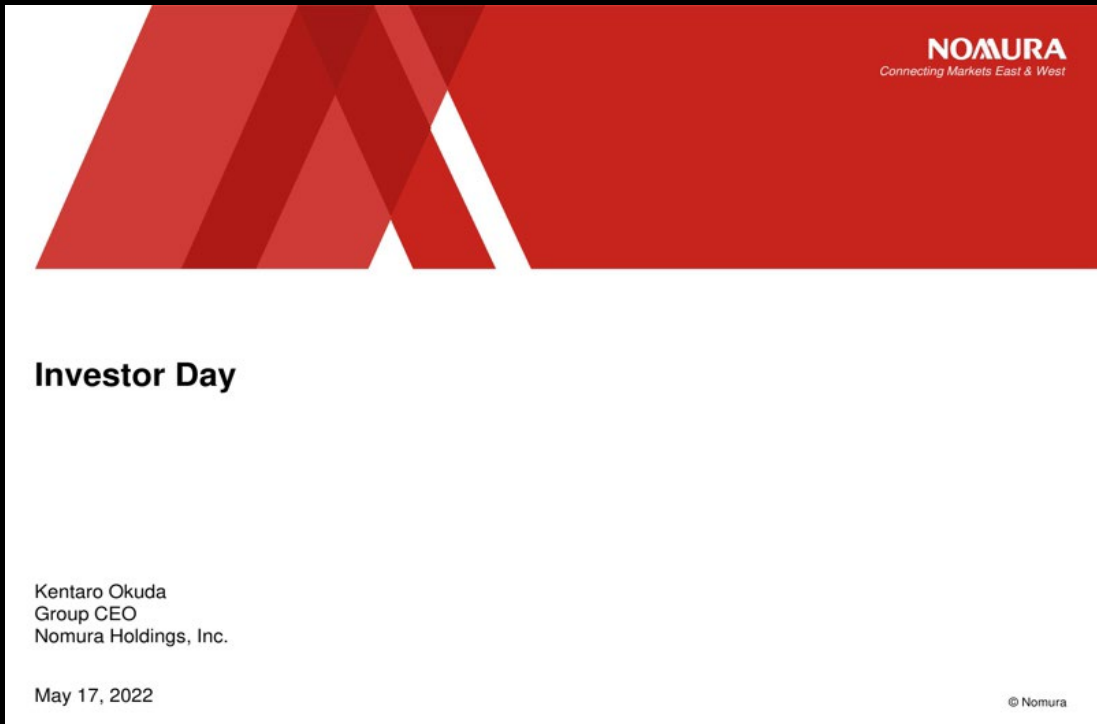 NOMURA
Connecting Markets East & West
Investor Day
Kentaro Okuda
Group CEO
Nomura Holdings, Inc.
May 17, 2022
© Nomura